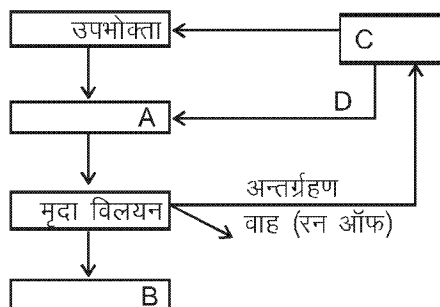 उपभोक्ता
C
D
A
अन्तर्ग्रहण
मृदा विलयन
वाह (रन ऑफ)
B